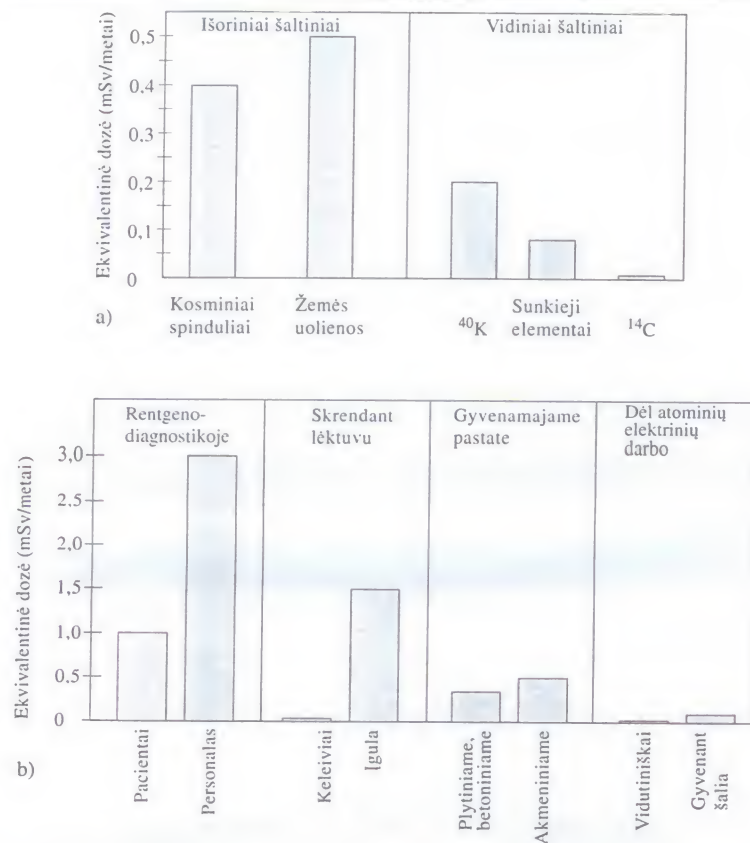 Išoriniai šaltiniai
Vidiniai šaltiniai
Ekvivalentinė dozė (mSv/metai)
0,5
0,4
0,3
0,2
0,1
0
Kosminiai
spinduliai
Žemės
uolienos
⁴⁰K
Sunkieji
elementai
¹⁴C
a)
Rentgeno-
diagnostikoje
Skrendant
lėktuvu
Gyvenamajame
pastate
Dėl atominių
elektrinių
darbo
Ekvivalentinė dozė (mSv/metai)
3,0
2,5
2,0
1,5
1,0
0,5
0
Pacientai
Personalas
Keleiviai
Įgula
Plytiniame,
betoniniame
Akmeniniame
Vidutiniškai
Gyvenant
šalia
b)